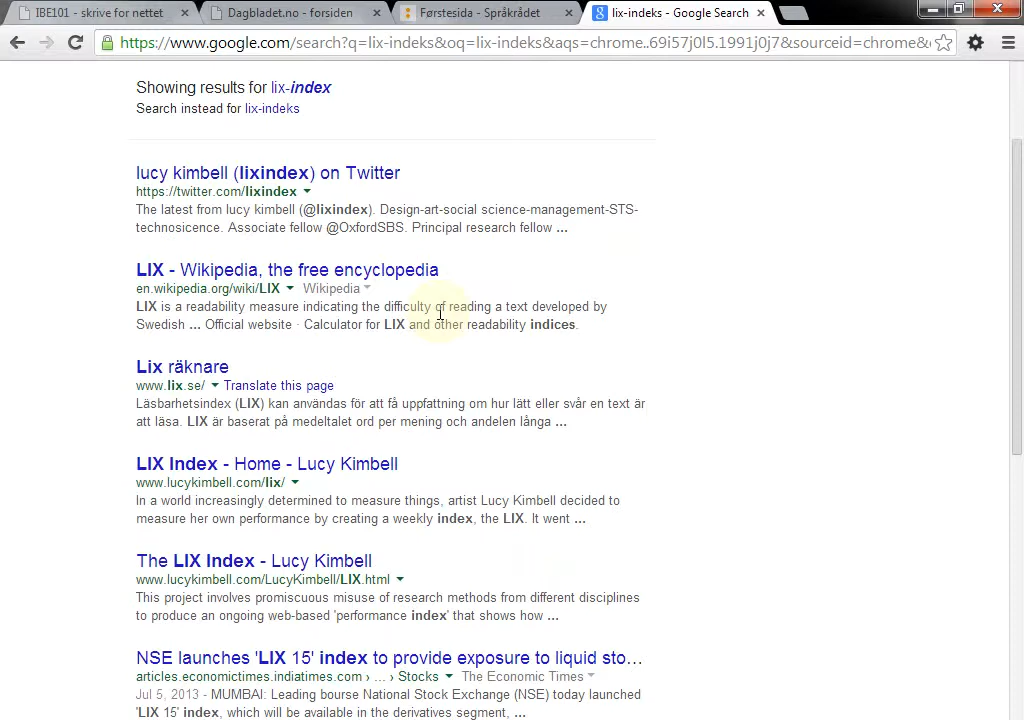 IBE101 - skrive for nettet
Dagbladet.no - forsiden
Førstesida - Språkrådet
lix-indeks - Google Search
https://www.google.com/search?q=lix-indeks&oq=lix-indeks&aqs=chrome..69i57j0l5.1991j0j7&sourceid=chrome&
Showing results for lix-index
Search instead for lix-indeks
lucy kimbell (lixindex) on Twitter
https://twitter.com/lixindex
The latest from lucy kimbell (@lixindex). Design-art-social science-management-STS-
technosicence. Associate fellow @OxfordSBS. Principal research fellow ...
LIX - Wikipedia, the free encyclopedia
en.wikipedia.org/wiki/LIX Wikipedia
LIX is a readability measure indicating the difficulty of reading a text developed by
Swedish ... Official website · Calculator for LIX and other readability indices.
Lix räknare
www.lix.se/ Translate this page
Läsbarhetsindex (LIX) kan användas för att få uppfattning om hur lätt eller svår en text är
att läsa. LIX är baserat på medeltalet ord per mening och andelen långa ...
LIX Index - Home - Lucy Kimbell
www.lucykimbell.com/lix/
In a world increasingly determined to measure things, artist Lucy Kimbell decided to
measure her own performance by creating a weekly index, the LIX. It went ...
The LIX Index - Lucy Kimbell
www.lucykimbell.com/LucyKimbell/LIX.html
This project involves promiscuous misuse of research methods from different disciplines
to produce an ongoing web-based 'performance index' that shows how ...
NSE launches 'LIX 15' index to provide exposure to liquid sto...
articles.economictimes.indiatimes.com › ... › Stocks The Economic Times
Jul 5, 2013 - MUMBAI: Leading bourse National Stock Exchange (NSE) today launched
'LIX 15' index, which will be available in the derivatives segment, ...